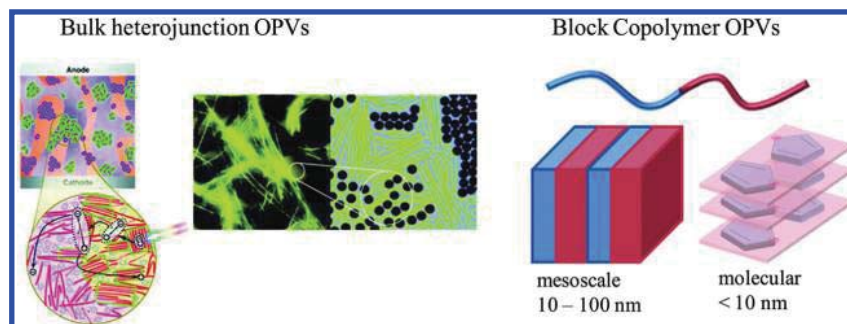 Bulk heterojunction OPVs
Block Copolymer OPVs
Anode
Cathode
mesoscale
10 – 100 nm
molecular
< 10 nm